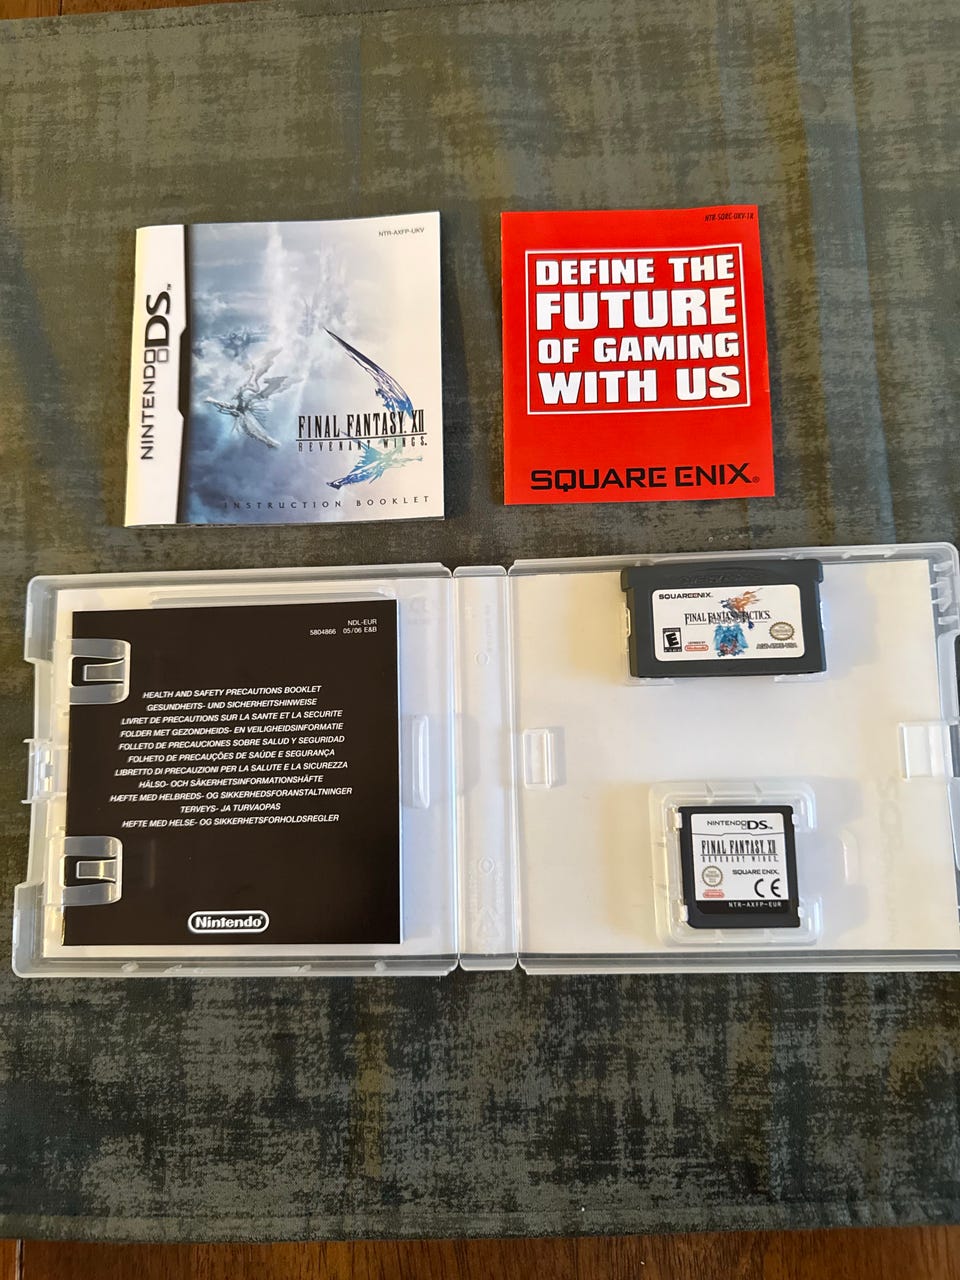 NTR-AXFP-UKV
NINTENDO DS™
FINAL FANTASY XII
REVENANT WINGS
INSTRUCTION BOOKLET
NTR-SQRE-UKV-1R
DEFINE THE
FUTURE
OF GAMING
WITH US
SQUARE ENIX®
NDL-EUR
5804866 05/06 E&B
HEALTH AND SAFETY PRECAUTIONS BOOKLET
GESUNDHEITS- UND SICHERHEITSHINWEISE
LIVRET DE PRECAUTIONS SUR LA SANTE ET LA SECURITE
FOLDER MET GEZONDHEIDS- EN VEILIGHEIDSINFORMATIE
FOLLETO DE PRECAUCIONES SOBRE SALUD Y SEGURIDAD
FOLHETO DE PRECAUÇÕES DE SAÚDE E SEGURANÇA
LIBRETTO DI PRECAUZIONI PER LA SALUTE E LA SICUREZZA
HÄLSO- OCH SÄKERHETSINFORMATIONSHÄFTE
HÆFTE MED HELBREDS- OG SIKKERHEDSFORANSTALTNINGER
TERVEYS- JA TURVAOPAS
HEFTE MED HELSE- OG SIKKERHETSFORHOLDSREGLER
Nintendo®
SQUARE ENIX
FINAL FANTASY TACTICS
E
Nintendo
NINTENDO DS™
FINAL FANTASY XII
REVENANT WINGS
SQUARE ENIX
CE
NTR-AXFP-EUR